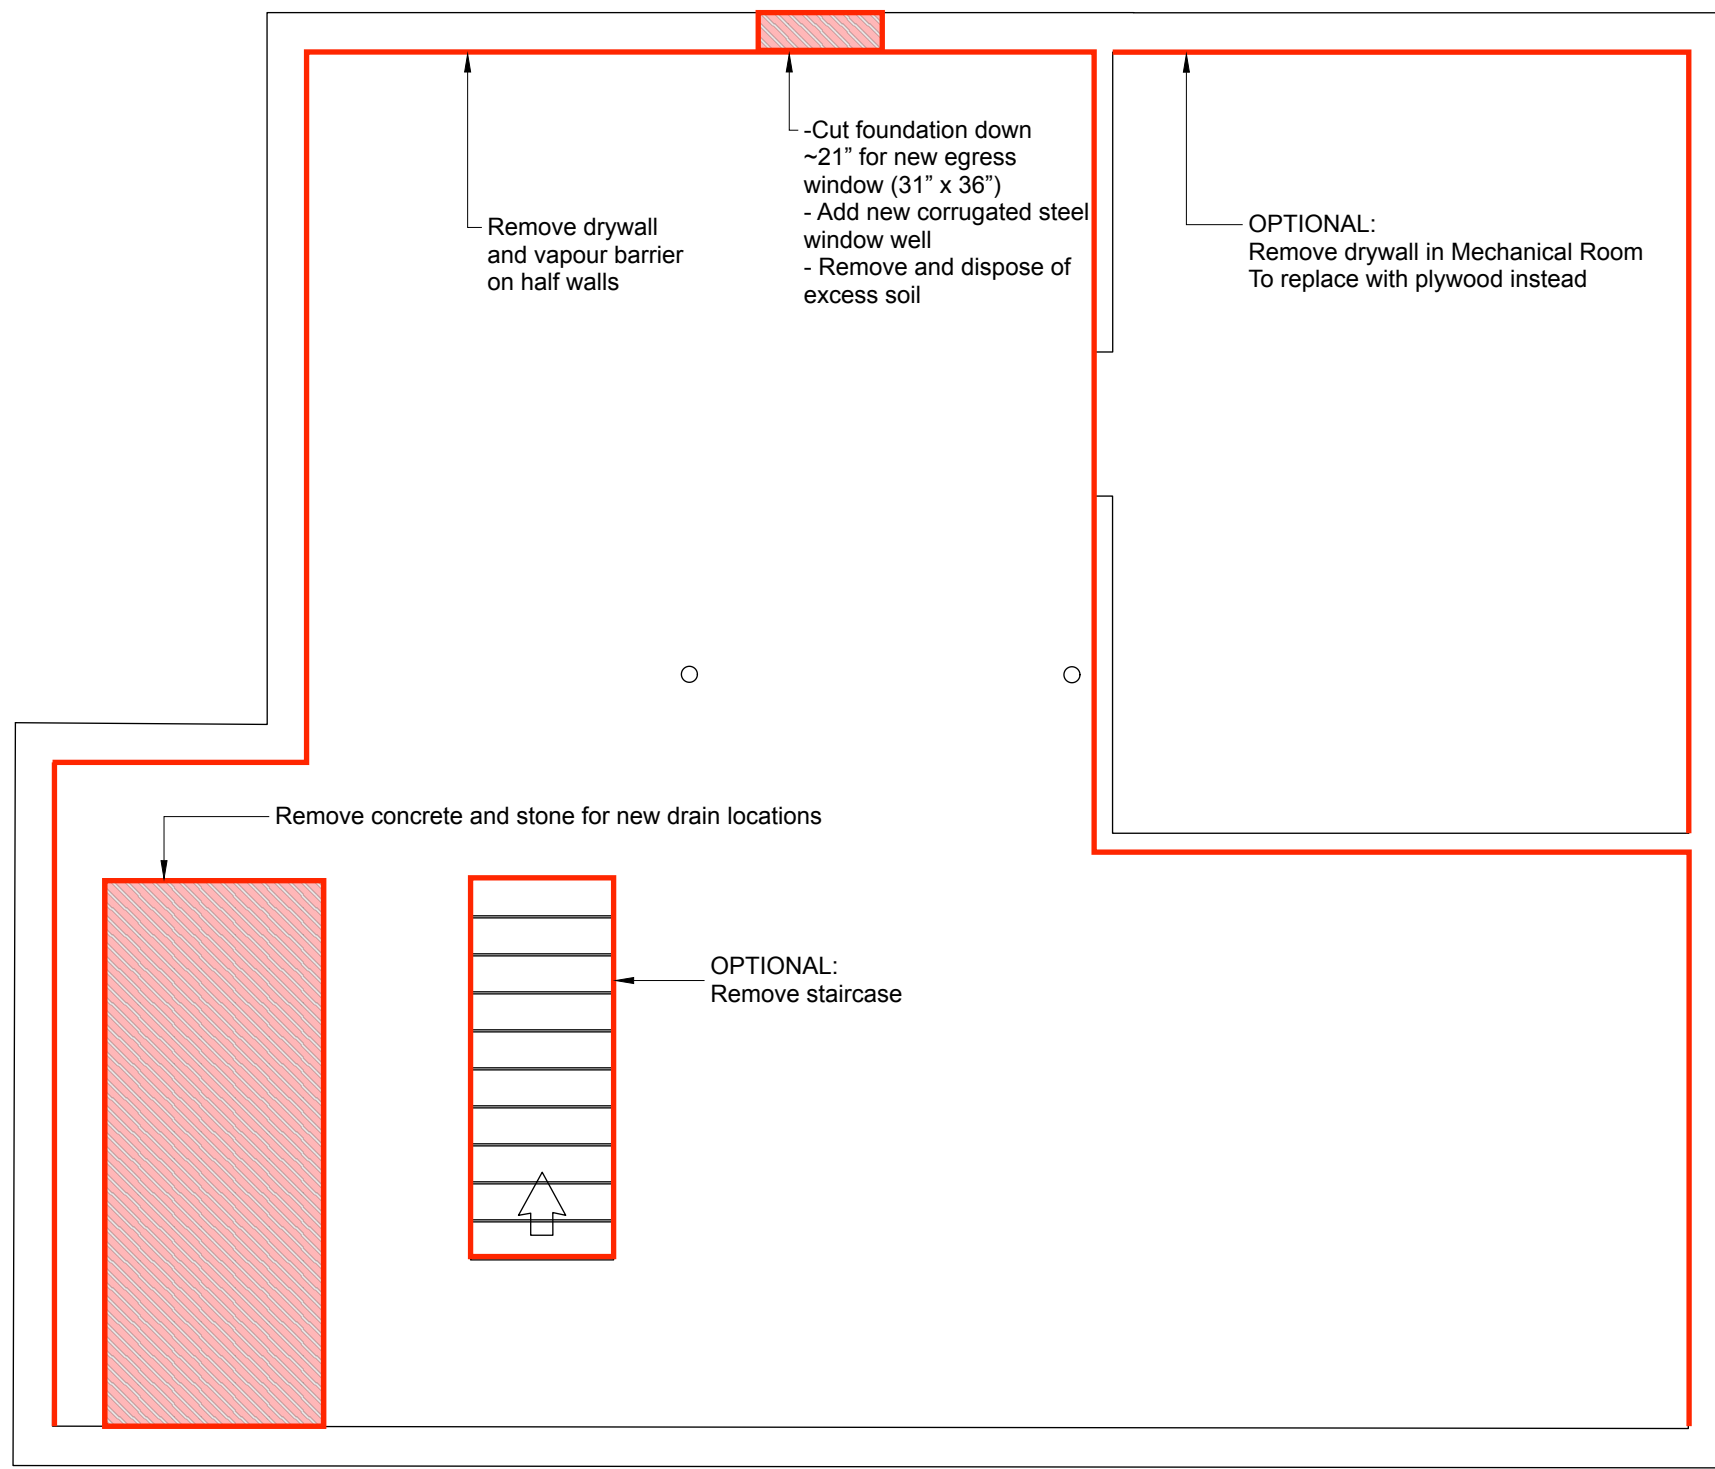 -Cut foundation down
~21” for new egress
window (31” x 36”)
- Add new corrugated steel
window well
- Remove and dispose of
excess soil
Remove drywall
and vapour barrier
on half walls
OPTIONAL:
Remove drywall in Mechanical Room
To replace with plywood instead
Remove concrete and stone for new drain locations
OPTIONAL:
Remove staircase